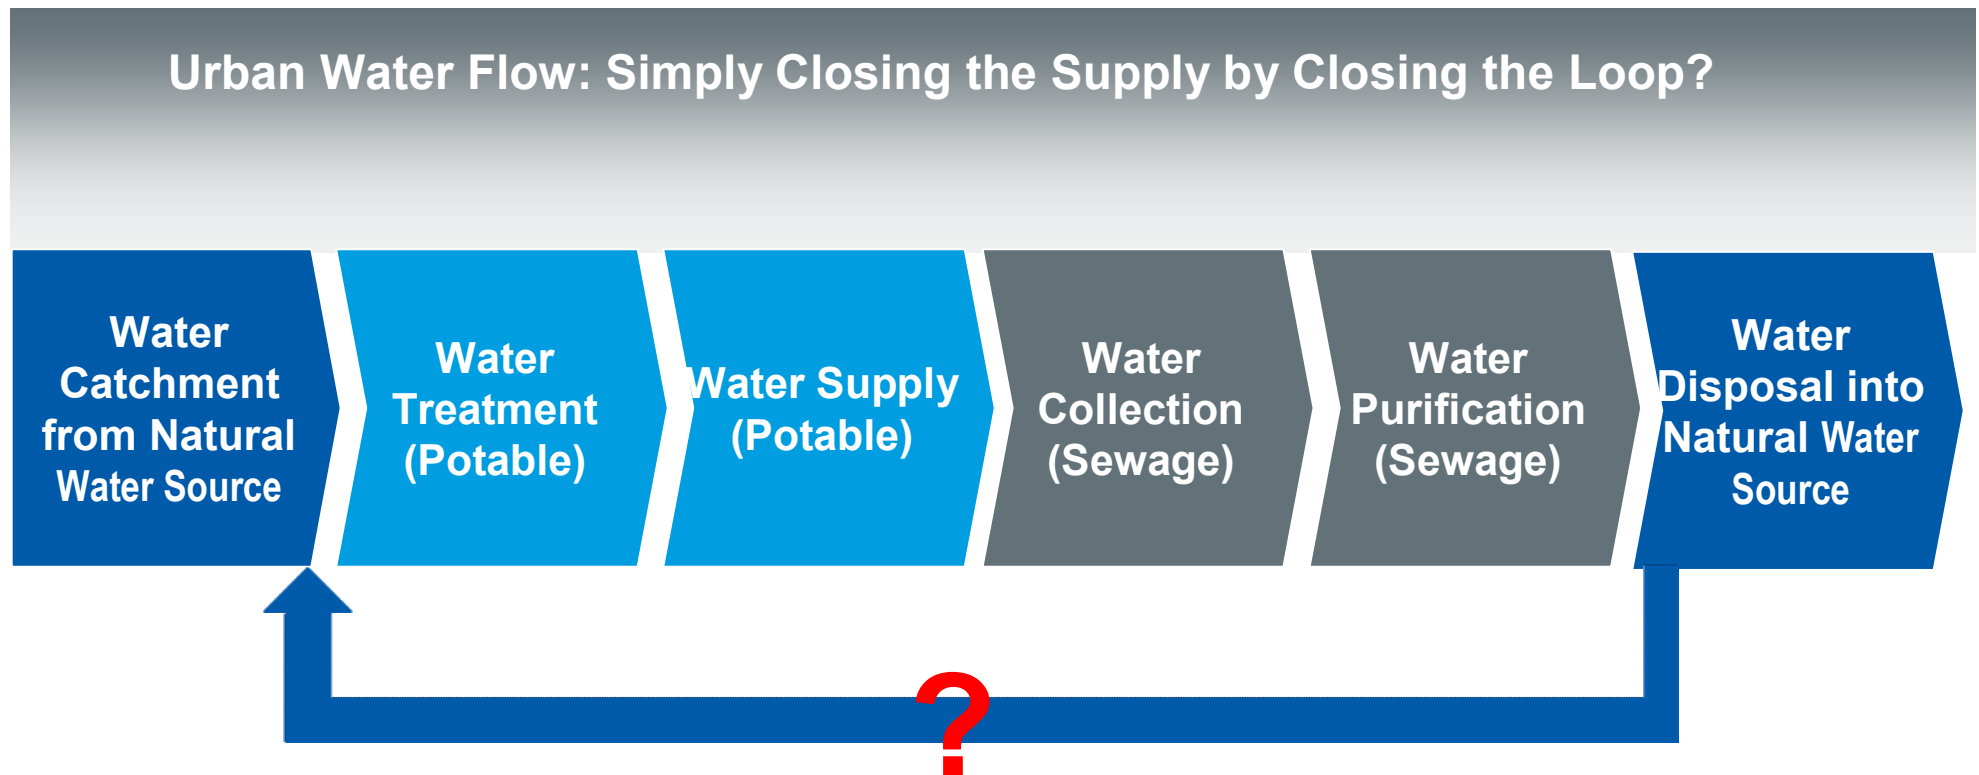 Urban Water Flow: Simply Closing the Supply by Closing the Loop?
Water
Catchment
from Natural
Water Source
Water
Treatment
(Potable)
Water Supply
(Potable)
Water
Collection
(Sewage)
Water
Purification
(Sewage)
Water
Disposal into
Natural Water
Source
?